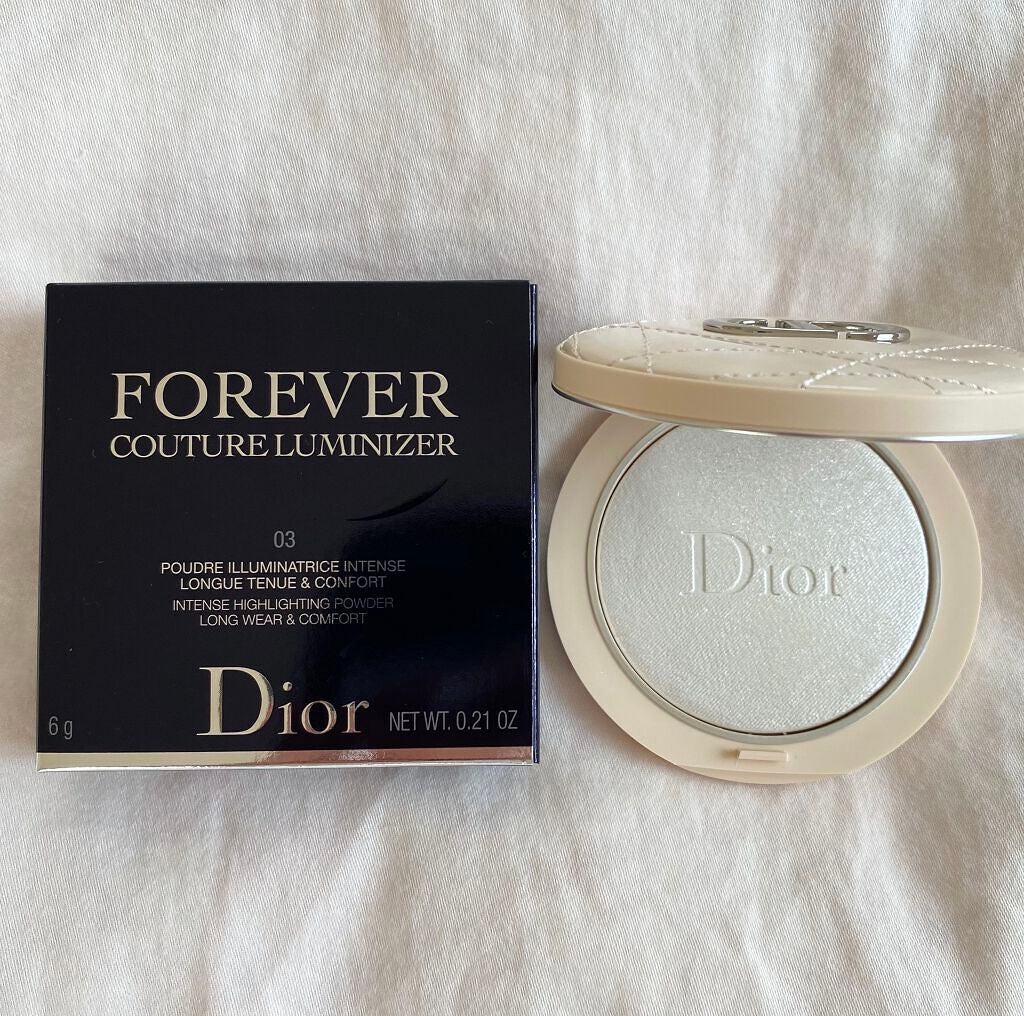 FOREVER
COUTURE LUMINIZER
03
POUDRE ILLUMINATRICE INTENSE
LONGUE TENUE & CONFORT
INTENSE HIGHLIGHTING POWDER
LONG WEAR & COMFORT
6 g Dior NET WT. 0.21 OZ
Dior